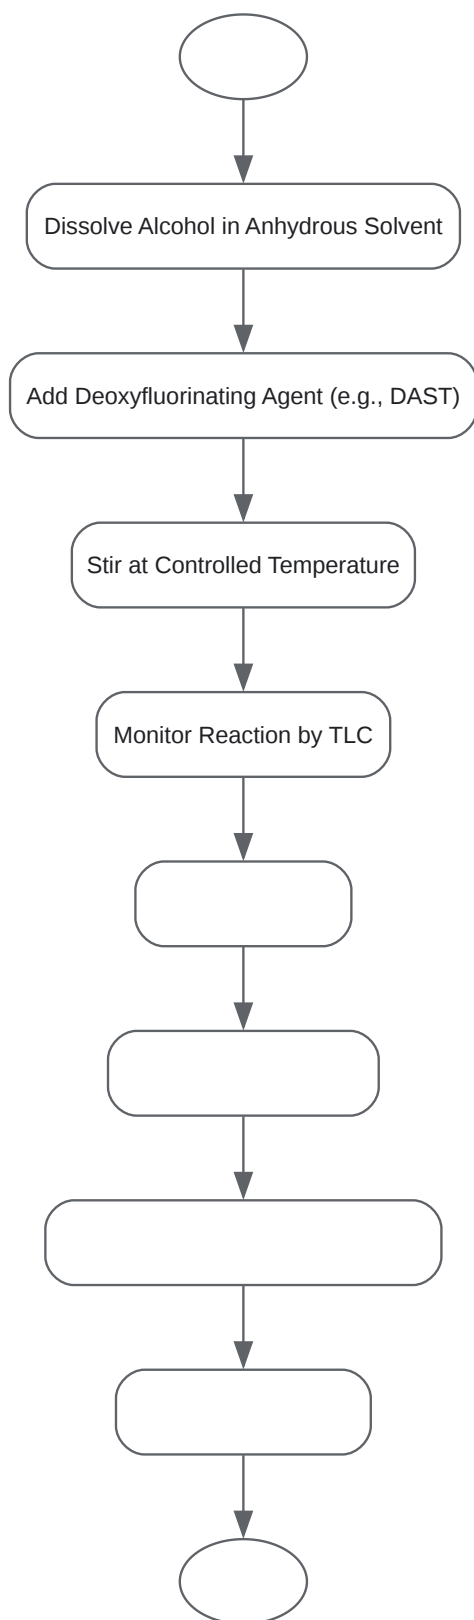 Dissolve Alcohol in Anhydrous Solvent
Add Deoxyfluorinating Agent (e.g., DAST)
Stir at Controlled Temperature
Monitor Reaction by TLC